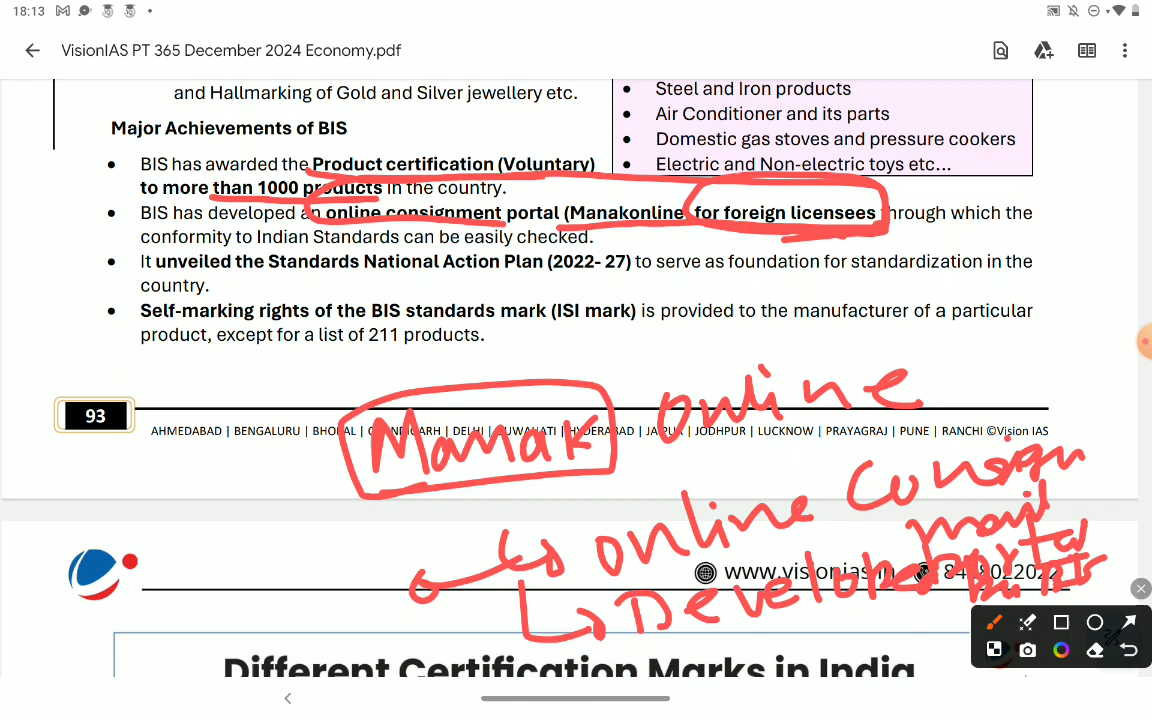 18:13
VisionIAS PT 365 December 2024 Economy.pdf
and Hallmarking of Gold and Silver jewellery etc.
• Steel and Iron products
• Air Conditioner and its parts
• Domestic gas stoves and pressure cookers
• Electric and Non-electric toys etc...
Major Achievements of BIS
• BIS has awarded the Product certification (Voluntary)
to more than 1000 products in the country.
• BIS has developed an online consignment portal (Manakonline) for foreign licensees through which the
conformity to Indian Standards can be easily checked.
• It unveiled the Standards National Action Plan (2022- 27) to serve as foundation for standardization in the
country.
• Self-marking rights of the BIS standards mark (ISI mark) is provided to the manufacturer of a particular
product, except for a list of 211 products.
Manak online
93
AHMEDABAD | BENGALURU | BHOPAL | CHANDIGARH | DELHI | GUWAHATI | HYDERABAD | JAIPUR | JODHPUR | LUCKNOW | PRAYAGRAJ | PUNE | RANCHI ©Vision IAS
online Consign
portal
www.visionias.in 8468022022
Different Certification Marks in India